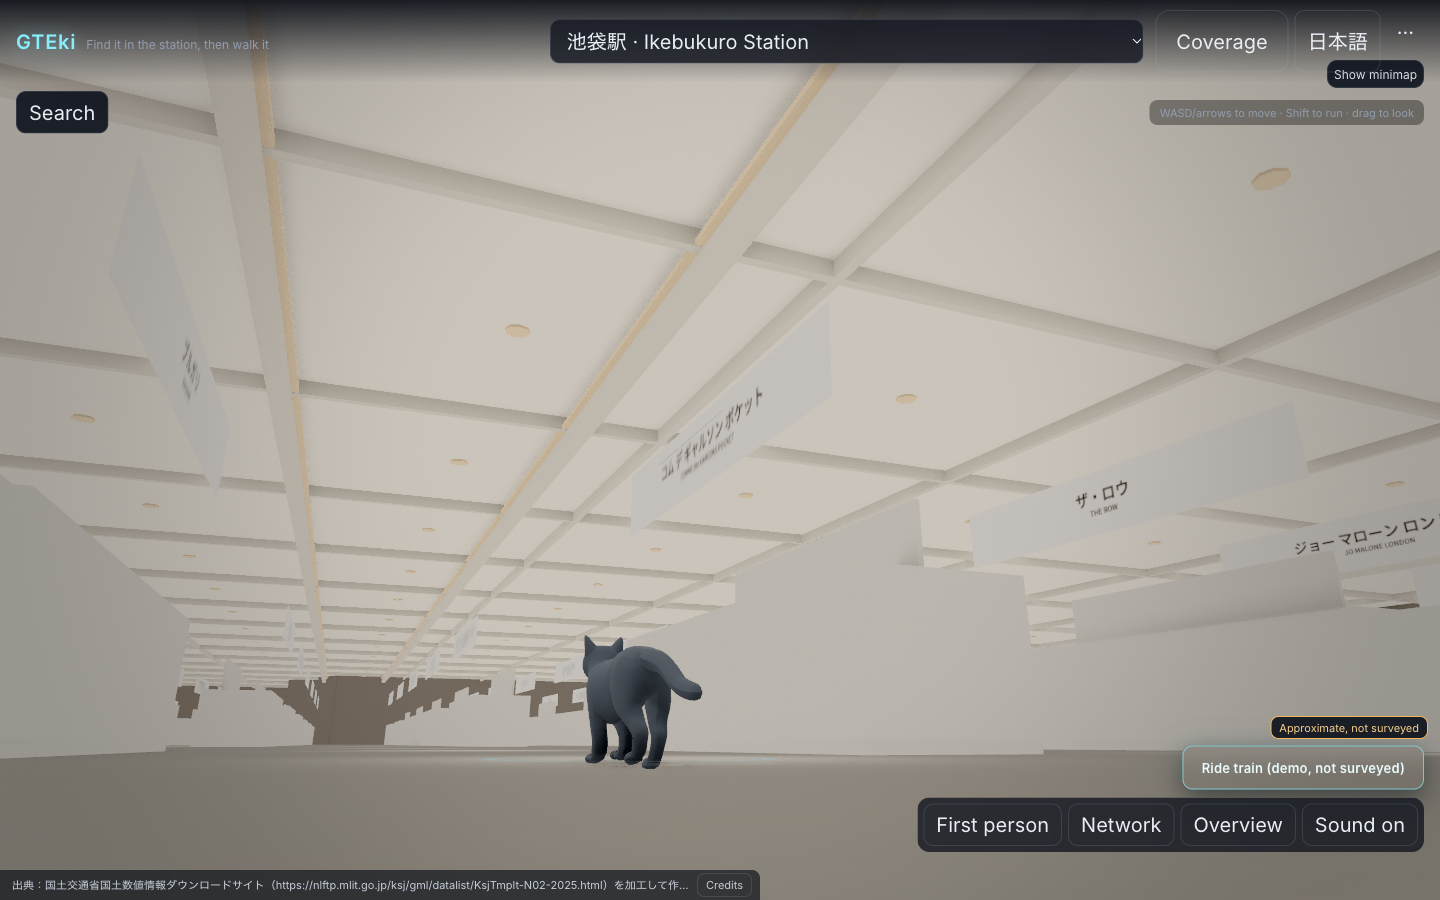 GTEki Find it in the station, then walk it
池袋駅 · Ikebukuro Station
Coverage
日本語
...
Show minimap
Search
WASD/arrows to move · Shift to run · drag to look
コム デ ギャルソン ポケット
COMME DES GARCONS POCKET
ザ・ロウ
THE ROW
ジョー マローン ロン
JO MALONE LONDON
Approximate, not surveyed
Ride train (demo, not surveyed)
First person
Network
Overview
Sound on
出典：国土交通省国土数値情報ダウンロードサイト（https://nlftp.mlit.go.jp/ksj/gml/datalist/KsjTmplt-N02-2025.html）を加工して作...
Credits